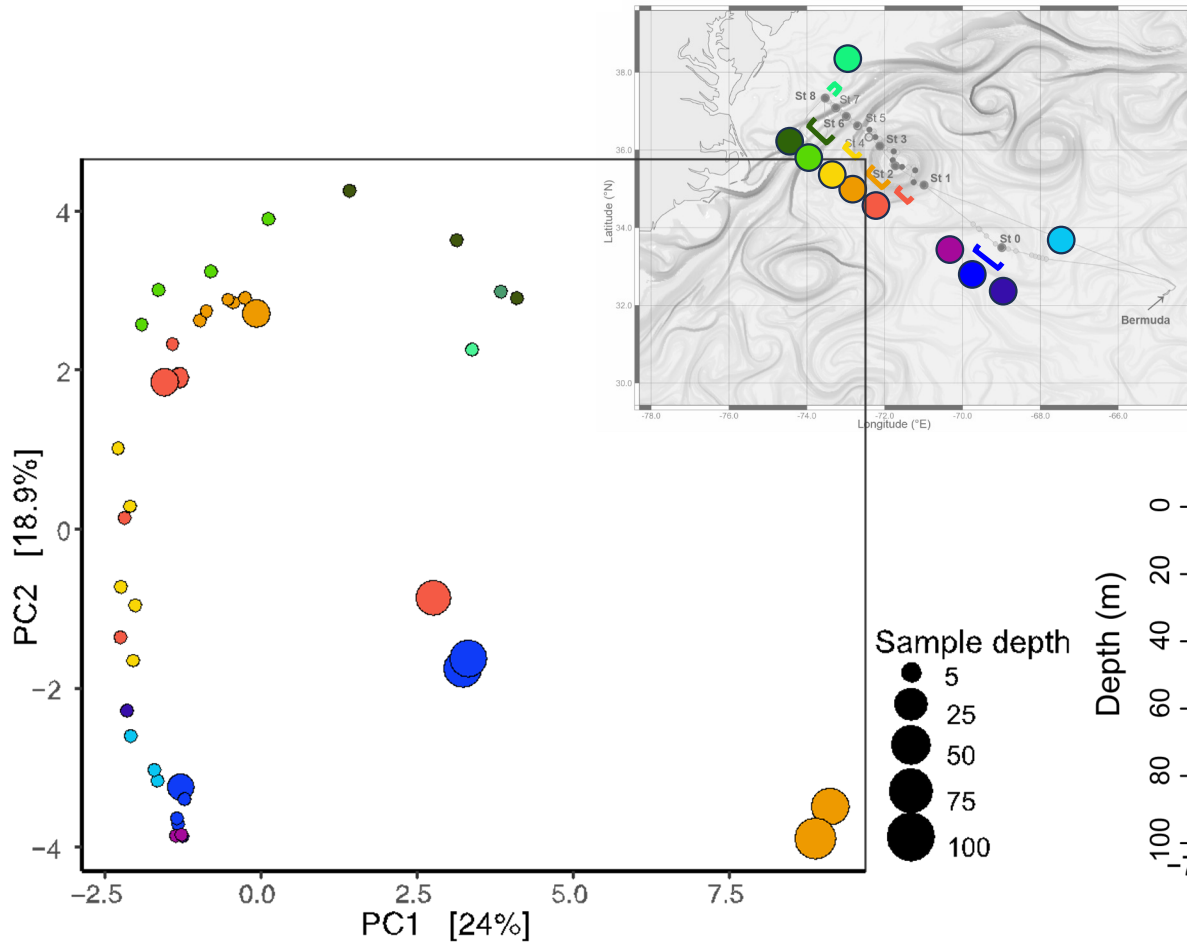 38.0
36.0
34.0
32.0
30.0
Latitude (°N)
St 8
St 7
St 6
St 5
St 4
St 3
St 2
St 1
St 0
Bermuda
-78.0 -76.0 -74.0 -72.0 -70.0 -68.0 -66.0
Longitude (°E)
4
2
0
−2
−4
PC2 [18.9%]
−2.5 0.0 2.5 5.0 7.5
PC1 [24%]
Sample depth
5
25
50
75
100
Depth (m)
0
20
40
60
80
100